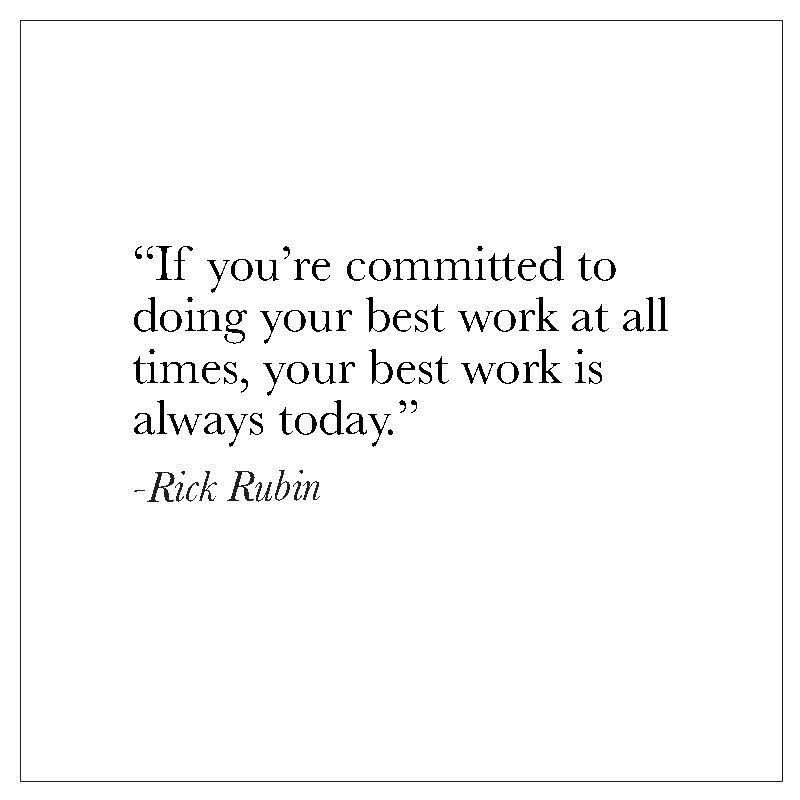 “If you’re committed to
doing your best work at all
times, your best work is
always today.”
-Rick Rubin